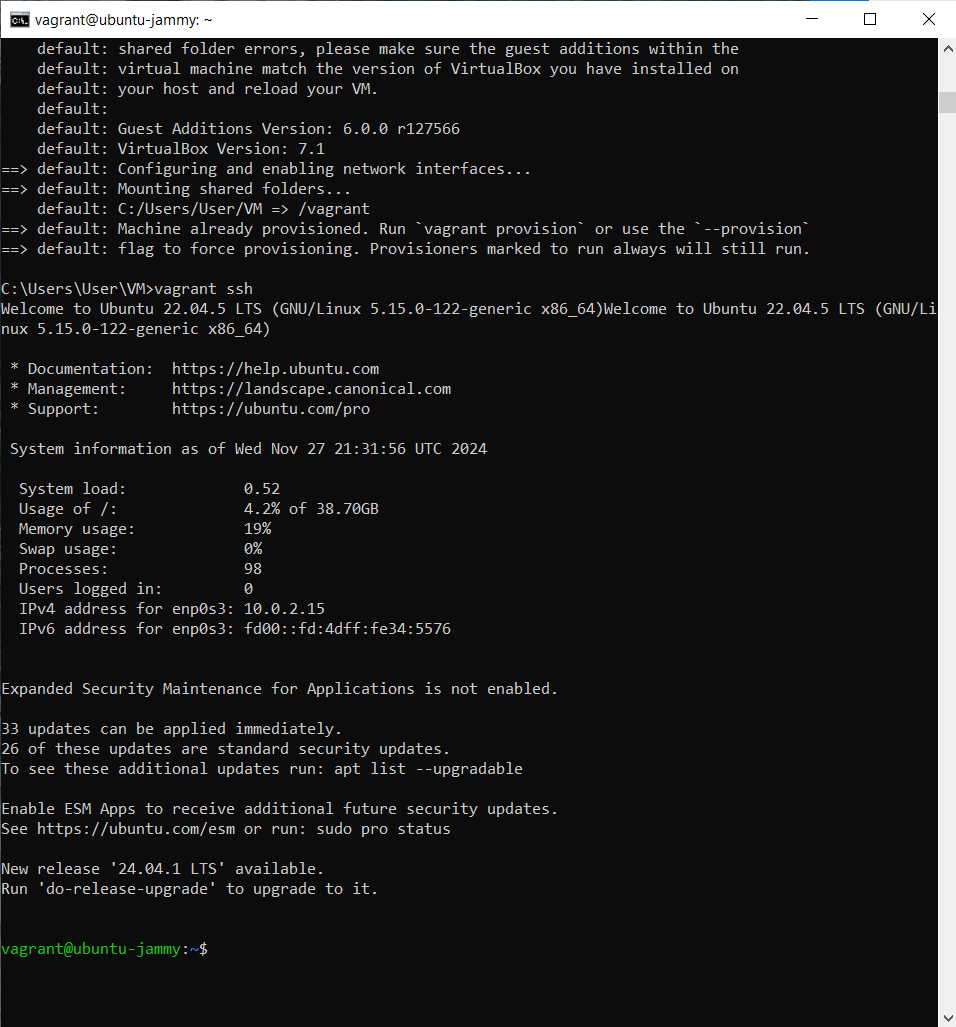 vagrant@ubuntu-jammy: ~
default: shared folder errors, please make sure the guest additions within the
default: virtual machine match the version of VirtualBox you have installed on
default: your host and reload your VM.
default:
default: Guest Additions Version: 6.0.0 r127566
default: VirtualBox Version: 7.1
==> default: Configuring and enabling network interfaces...
==> default: Mounting shared folders...
default: C:/Users/User/VM => /vagrant
==> default: Machine already provisioned. Run `vagrant provision` or use the `--provision`
==> default: flag to force provisioning. Provisioners marked to run always will still run.
C:\Users\User\VM>vagrant ssh
Welcome to Ubuntu 22.04.5 LTS (GNU/Linux 5.15.0-122-generic x86_64)Welcome to Ubuntu 22.04.5 LTS (GNU/Li
nux 5.15.0-122-generic x86_64)
* Documentation:  https://help.ubuntu.com
* Management:     https://landscape.canonical.com
* Support:        https://ubuntu.com/pro
System information as of Wed Nov 27 21:31:56 UTC 2024
System load:             0.52
Usage of /:              4.2% of 38.70GB
Memory usage:            19%
Swap usage:              0%
Processes:               98
Users logged in:         0
IPv4 address for enp0s3: 10.0.2.15
IPv6 address for enp0s3: fd00::fd:4dff:fe34:5576
Expanded Security Maintenance for Applications is not enabled.
33 updates can be applied immediately.
26 of these updates are standard security updates.
To see these additional updates run: apt list --upgradable
Enable ESM Apps to receive additional future security updates.
See https://ubuntu.com/esm or run: sudo pro status
New release '24.04.1 LTS' available.
Run 'do-release-upgrade' to upgrade to it.
vagrant@ubuntu-jammy:~$